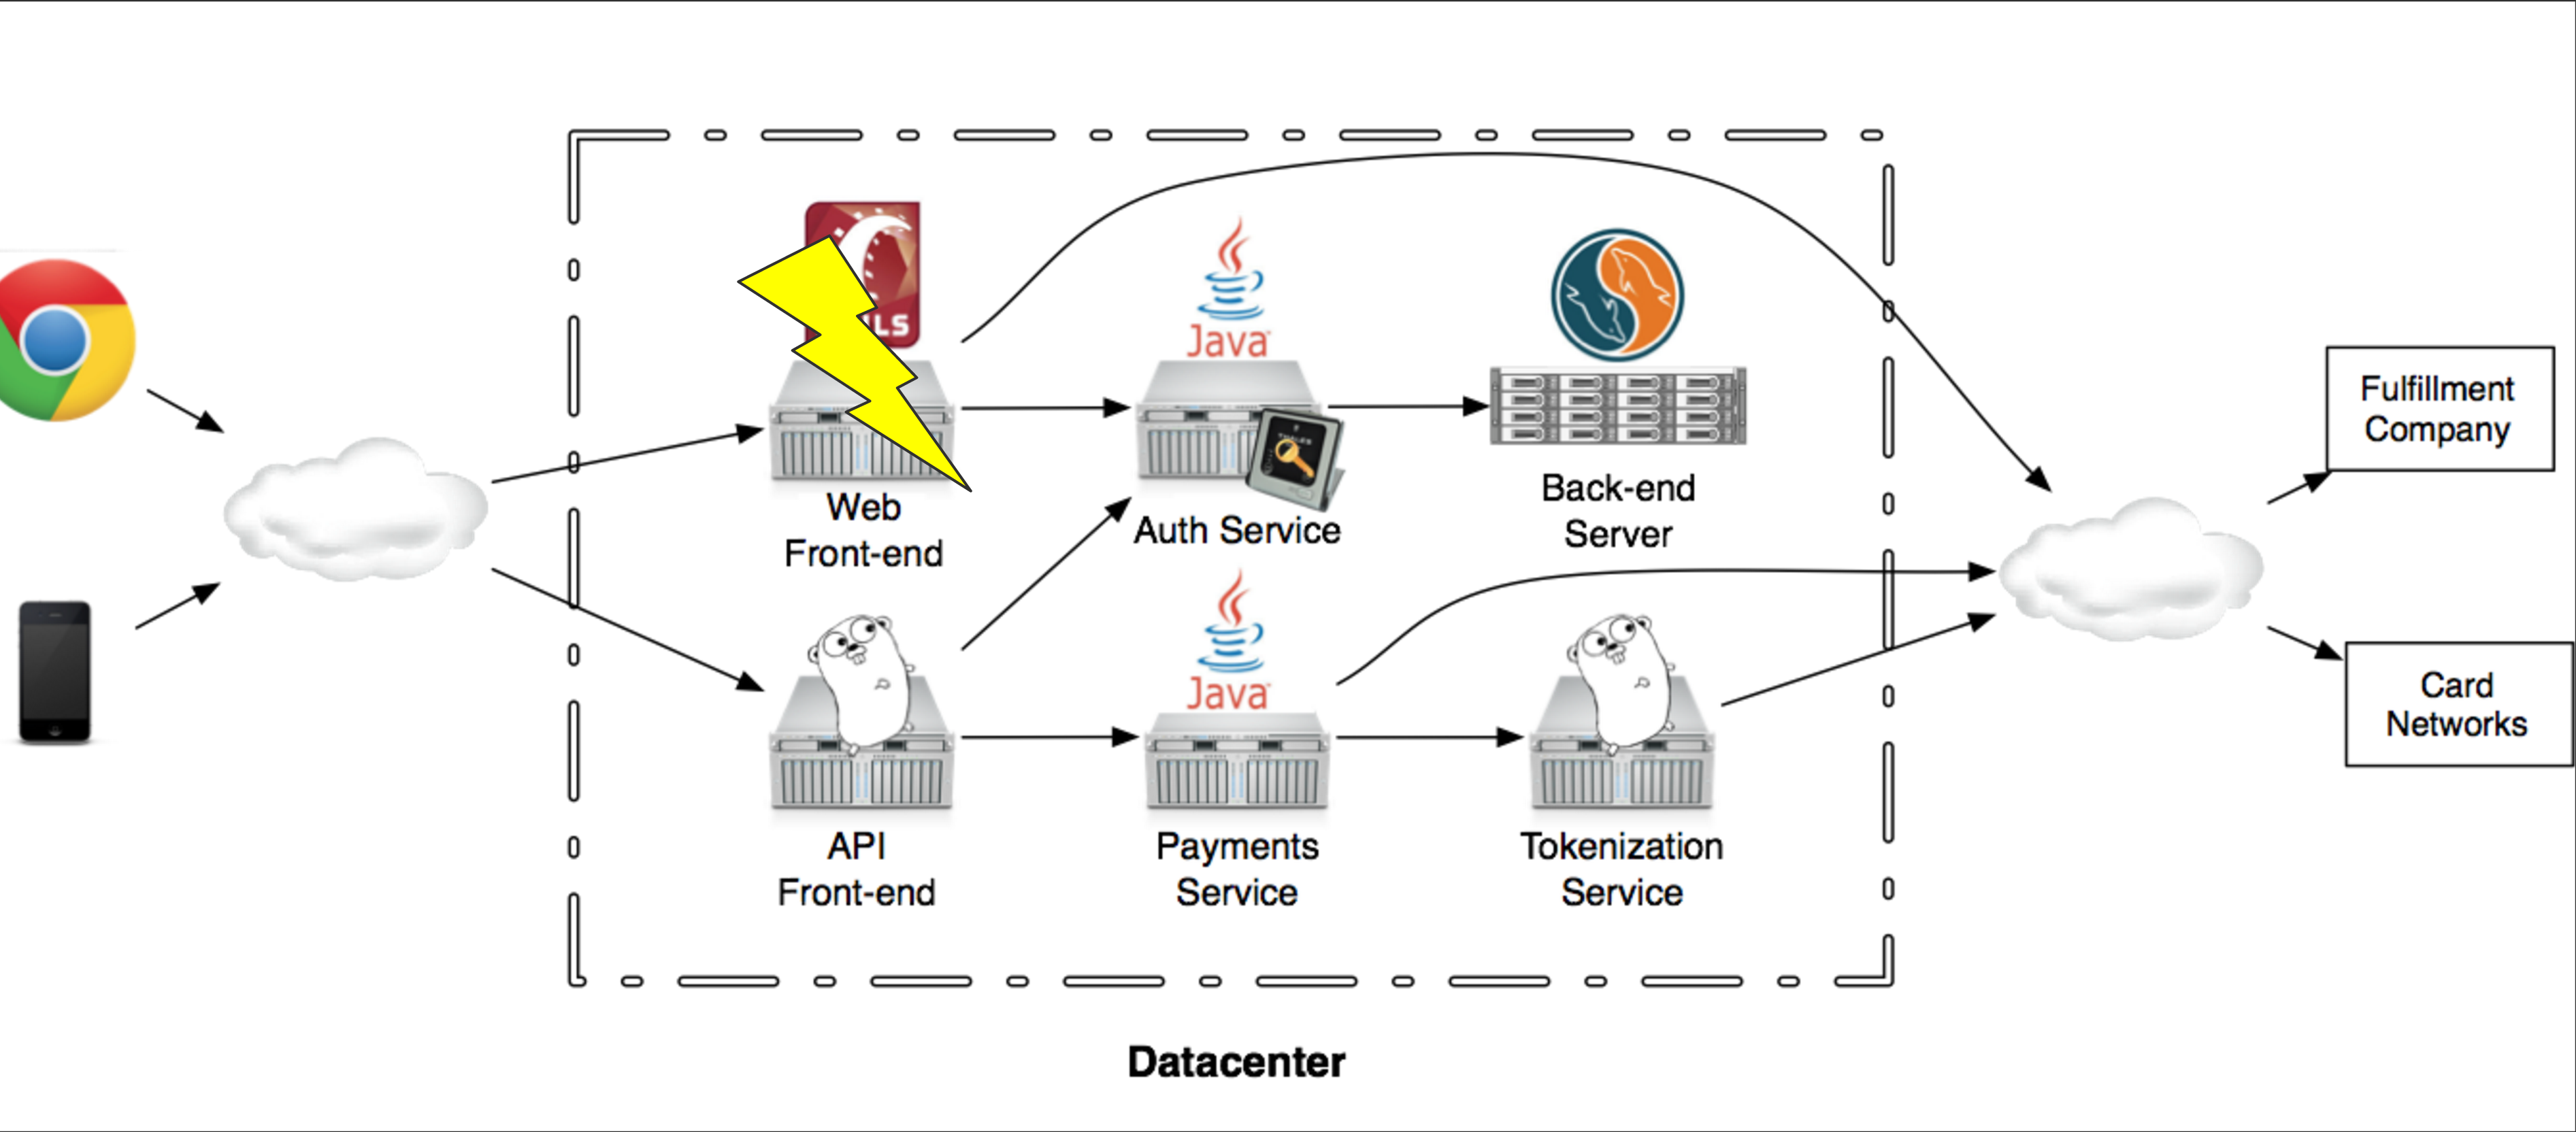 LS
Java
Web
Front-end
Auth Service
Back-end
Server
Fulfillment
Company
Java
API
Front-end
Payments
Service
Tokenization
Service
Card
Networks
Datacenter